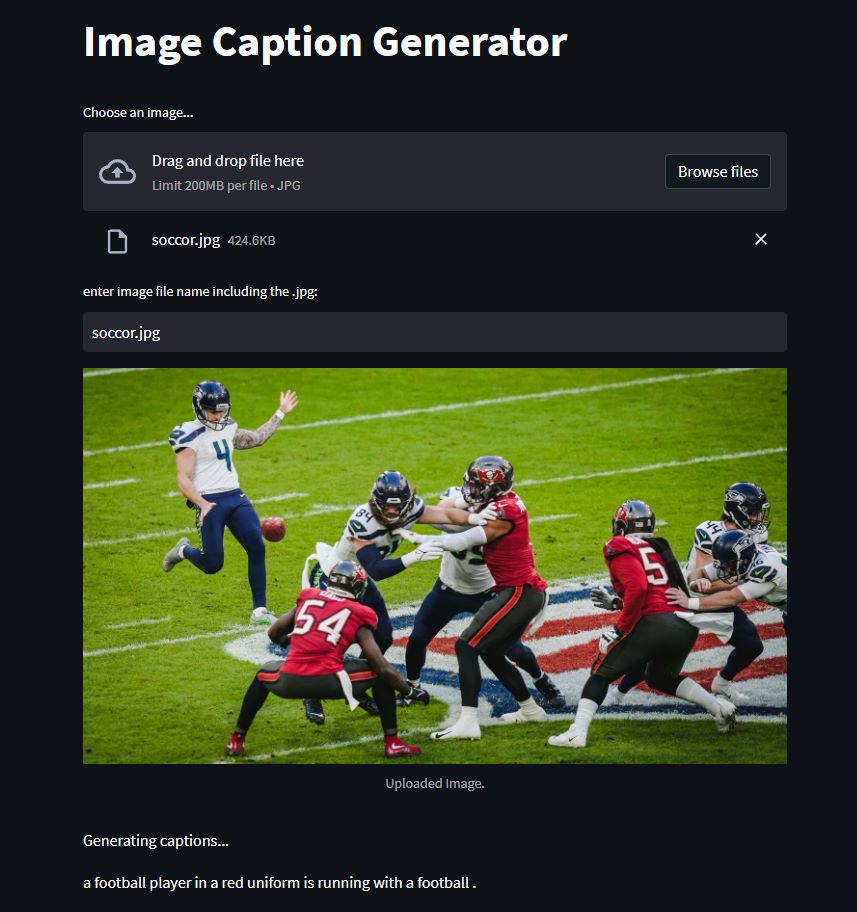 Image Caption Generator
Choose an image...
Drag and drop file here
Limit 200MB per file • JPG
Browse files
soccor.jpg 424.6KB
enter image file name including the .jpg:
soccor.jpg
4
84
54
5
44
Uploaded Image.
Generating captions...
a football player in a red uniform is running with a football .